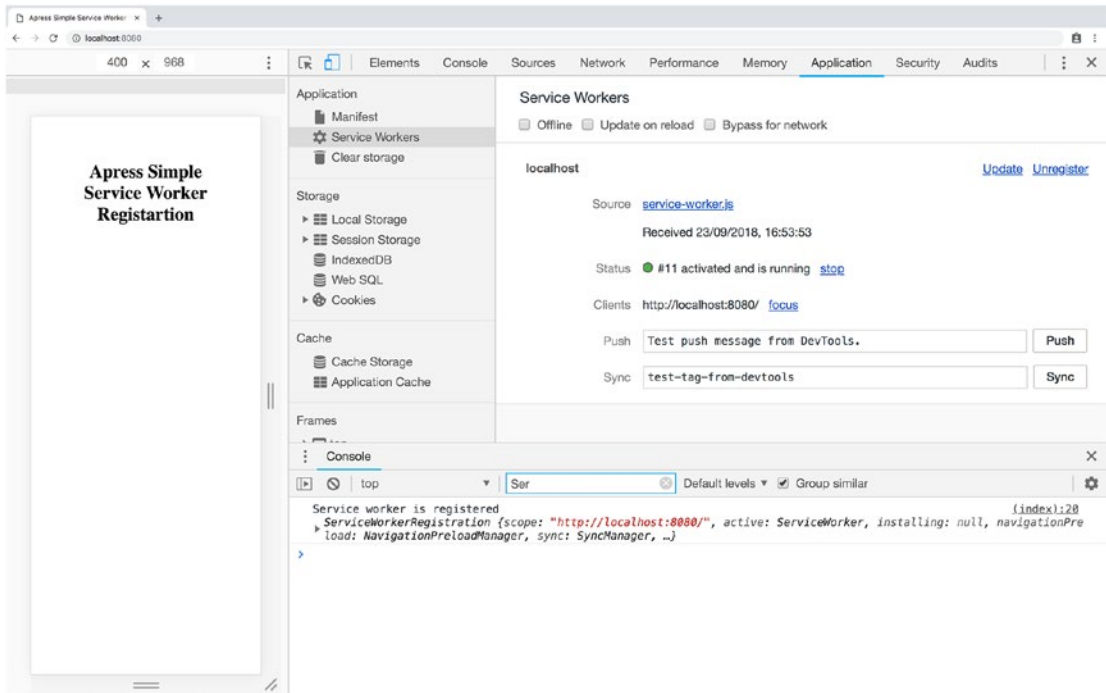 Apress Simple Service Worker
localhost:8080
400 × 968
Elements Console Sources Network Performance Memory Application Security Audits
Apress Simple
Service Worker
Registartion
Application
Manifest
Service Workers
Clear storage
Storage
Local Storage
Session Storage
IndexedDB
Web SQL
Cookies
Cache
Cache Storage
Application Cache
Frames
Service Workers
Offline Update on reload Bypass for network
localhost Update Unregister
Source service-worker.js
Received 23/09/2018, 16:53:53
Status #11 activated and is running stop
Clients http://localhost:8080/ focus
Push Test push message from DevTools. Push
Sync test-tag-from-devtools Sync
Console
top Ser Default levels Group similar
Service worker is registered (index):20
ServiceWorkerRegistration {scope: "http://localhost:8080/", active: ServiceWorker, installing: null, navigationPre
load: NavigationPreloadManager, sync: SyncManager, …}